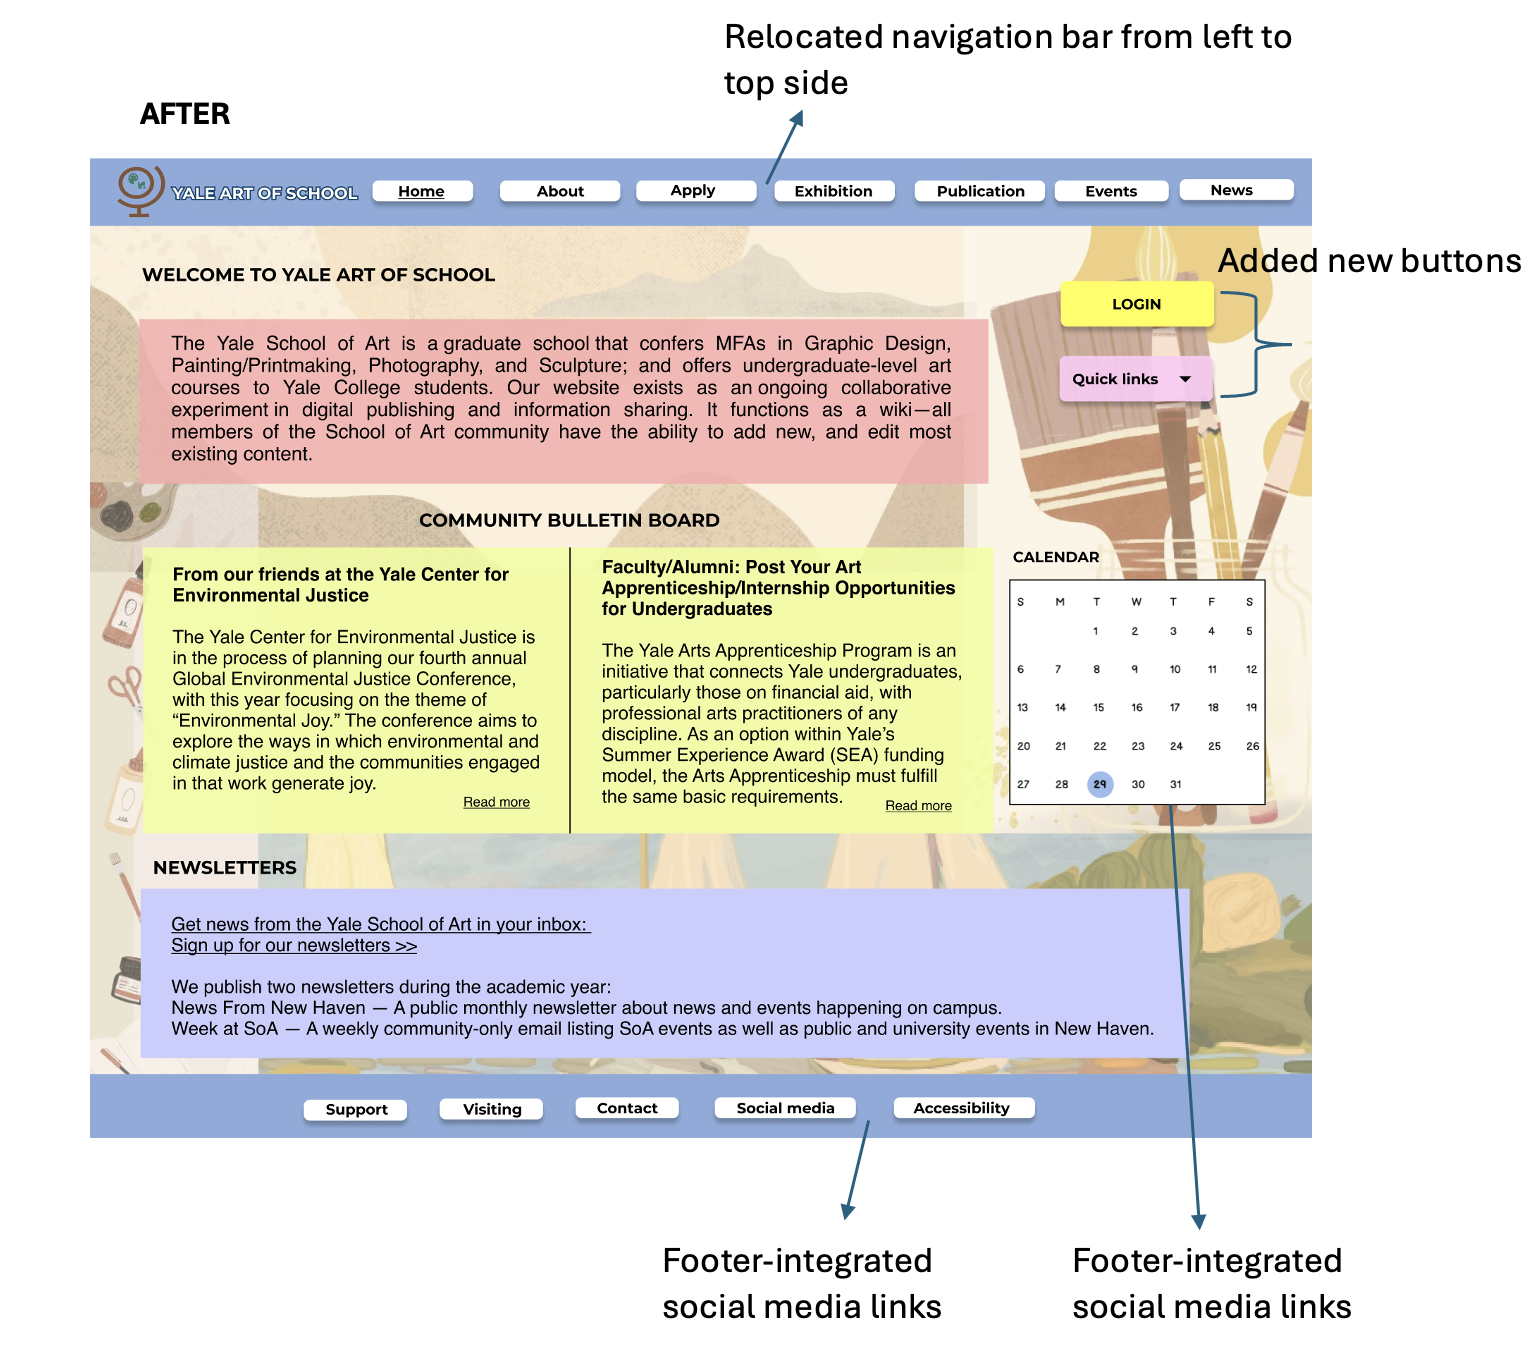 Relocated navigation bar from left to
top side
AFTER
YALE ART OF SCHOOL
Home
About
Apply
Exhibition
Publication
Events
News
WELCOME TO YALE ART OF SCHOOL
Added new buttons
LOGIN
Quick links
The Yale School of Art is a graduate school that confers MFAs in Graphic Design,
Painting/Printmaking, Photography, and Sculpture; and offers undergraduate-level art
courses to Yale College students. Our website exists as an ongoing collaborative
experiment in digital publishing and information sharing. It functions as a wiki—all
members of the School of Art community have the ability to add new, and edit most
existing content.
COMMUNITY BULLETIN BOARD
From our friends at the Yale Center for
Environmental Justice
The Yale Center for Environmental Justice is
in the process of planning our fourth annual
Global Environmental Justice Conference,
with this year focusing on the theme of
“Environmental Joy.” The conference aims to
explore the ways in which environmental and
climate justice and the communities engaged
in that work generate joy.
Read more
Faculty/Alumni: Post Your Art
Apprenticeship/Internship Opportunities
for Undergraduates
The Yale Arts Apprenticeship Program is an
initiative that connects Yale undergraduates,
particularly those on financial aid, with
professional arts practitioners of any
discipline. As an option within Yale’s
Summer Experience Award (SEA) funding
model, the Arts Apprenticeship must fulfill
the same basic requirements.
Read more
CALENDAR
S M T W T F S
1 2 3 4 5
6 7 8 9 10 11 12
13 14 15 16 17 18 19
20 21 22 23 24 25 26
27 28 29 30 31
NEWSLETTERS
Get news from the Yale School of Art in your inbox:
Sign up for our newsletters >>
We publish two newsletters during the academic year:
News From New Haven — A public monthly newsletter about news and events happening on campus.
Week at SoA — A weekly community-only email listing SoA events as well as public and university events in New Haven.
Support
Visiting
Contact
Social media
Accessibility
Footer-integrated
social media links
Footer-integrated
social media links